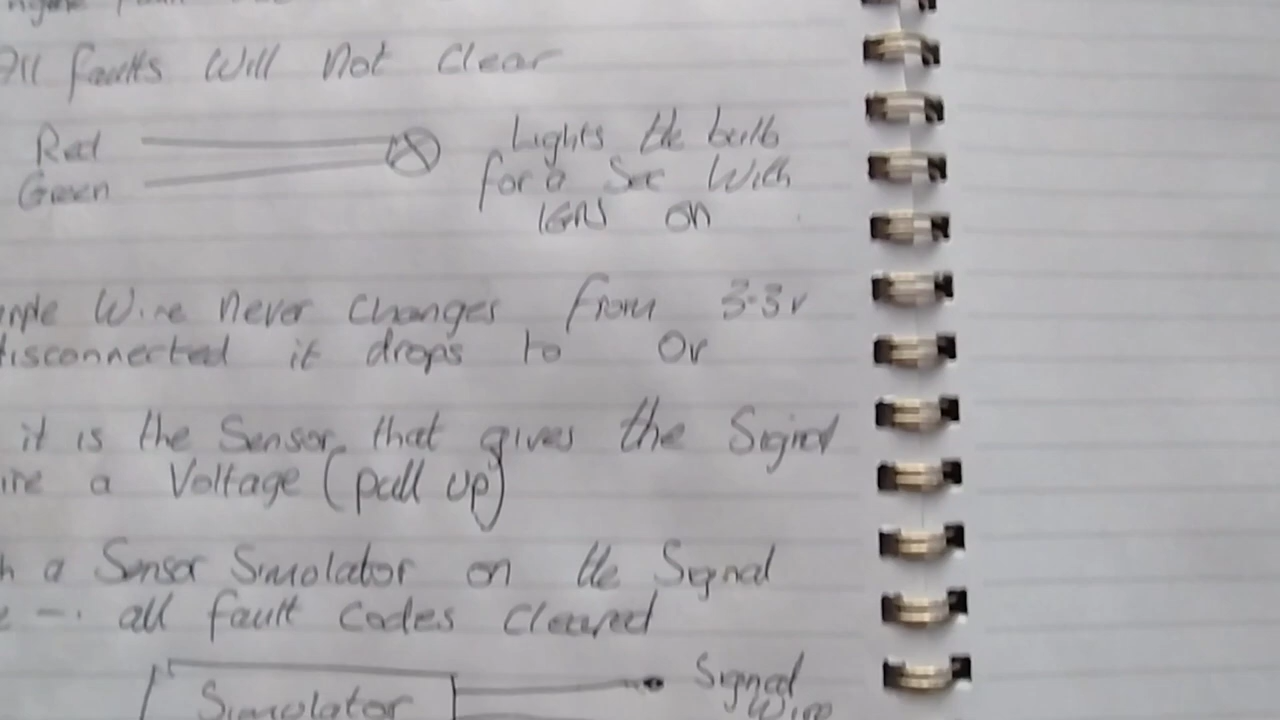 All faults Will Not Clear
Red
Green
Lights the bulb
for a Sec With
IGN on
Wire Never Changes from 3.3v
disconnected it drops to 0v
it is the Sensor that gives the Signal
a Voltage (pull up)
a Sensor Simulator on the Signal
all fault Codes Cleared
Simulator
Signal
Wire